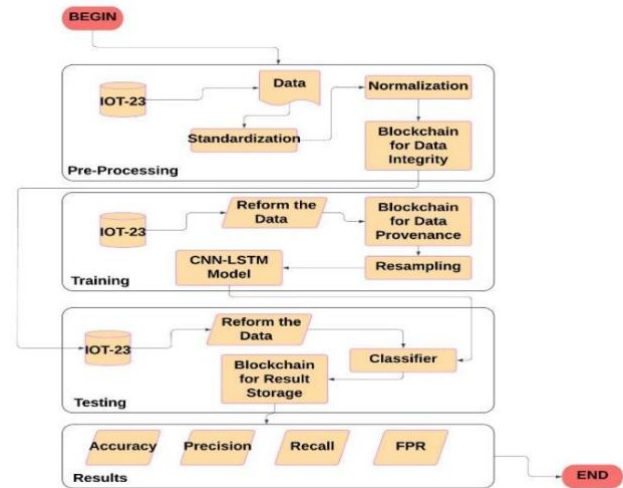 BEGIN
Data
Normalization
IOT-23
Standardization
Blockchain
for Data
Integrity
Pre-Processing
Reform the
Data
Blockchain
for Data
Provenance
IOT-23
CNN-LSTM
Model
Resampling
Training
Reform the
Data
IOT-23
Classifier
Blockchain
for Result
Storage
Testing
Accuracy
Precision
Recall
FPR
Results
END